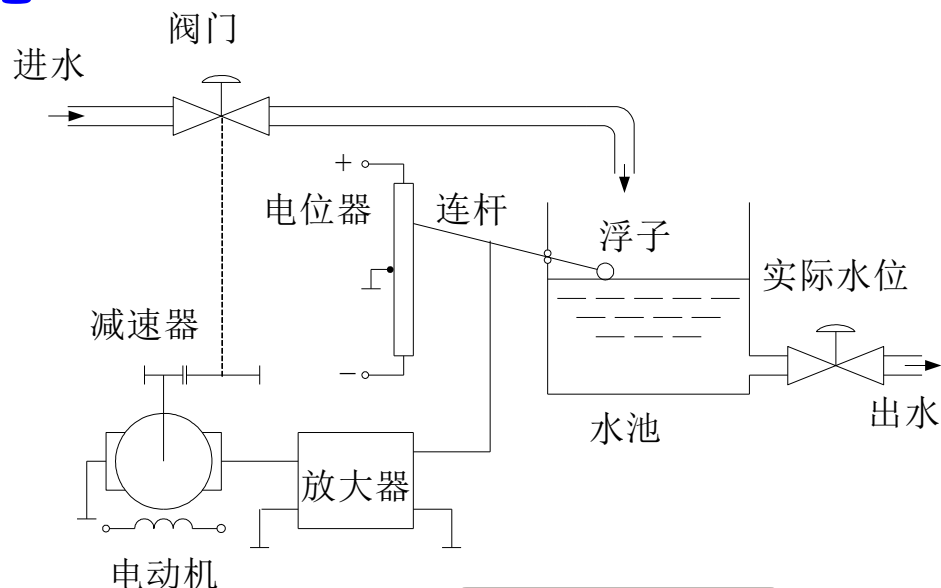 阀门
进水
+
电位器
连杆
浮子
实际水位
减速器
−
出水
水池
放大器
电动机